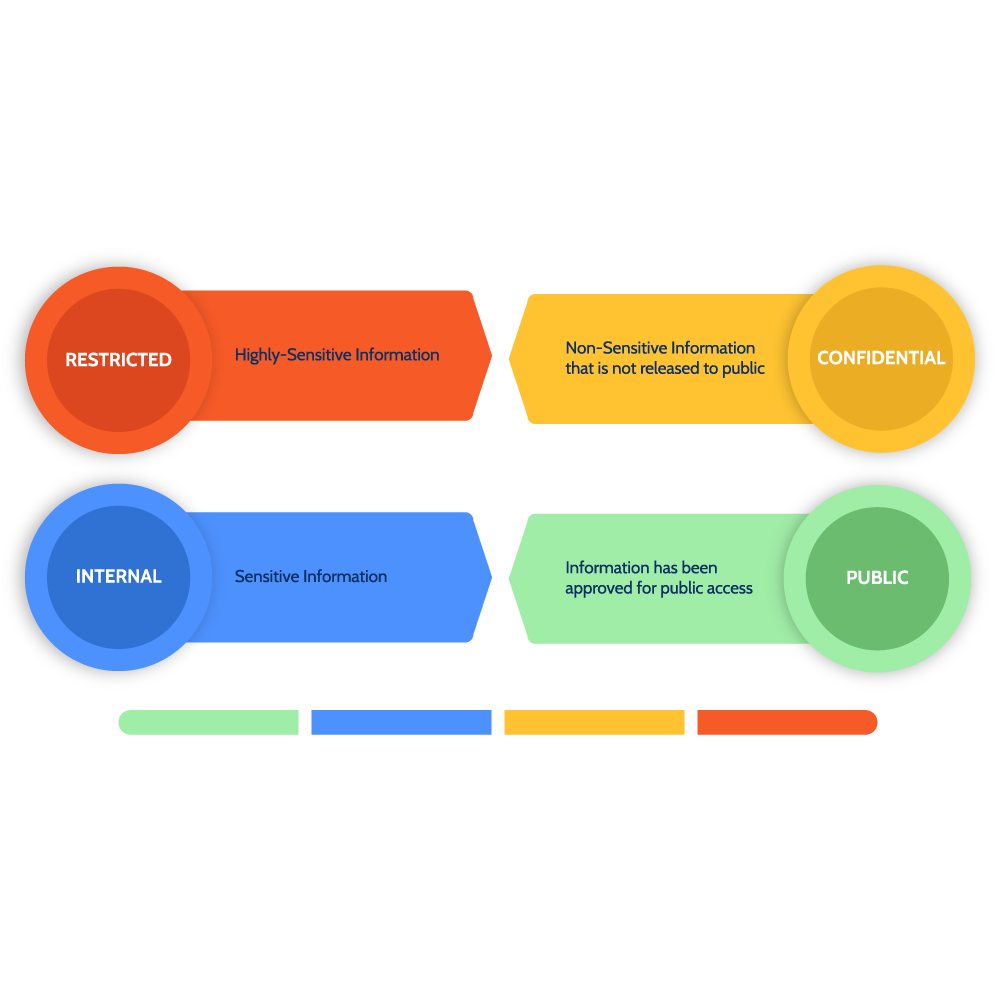 RESTRICTED
Highly-Sensitive Information
Non-Sensitive Information
that is not released to public
CONFIDENTIAL
INTERNAL
Sensitive Information
Information has been
approved for public access
PUBLIC